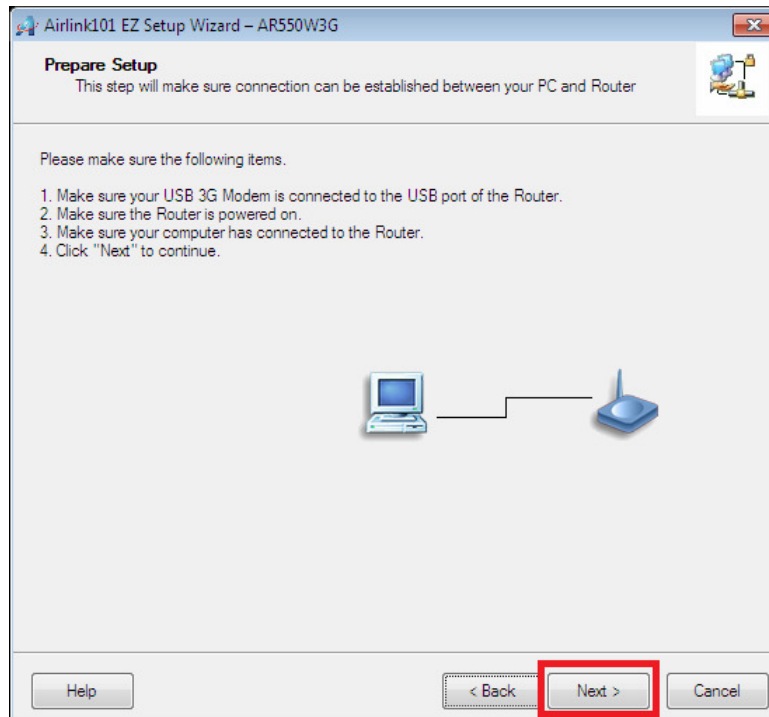 Airlink101 EZ Setup Wizard – AR550W3G
Prepare Setup
This step will make sure connection can be established between your PC and Router
Please make sure the following items.
1. Make sure your USB 3G Modem is connected to the USB port of the Router.
2. Make sure the Router is powered on.
3. Make sure your computer has connected to the Router.
4. Click "Next" to continue.
Help
< Back
Next >
Cancel